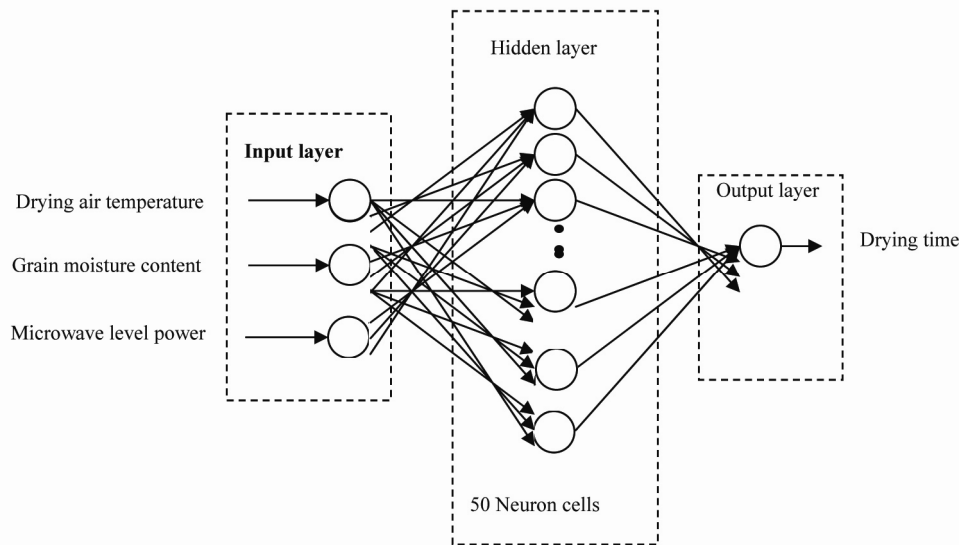 Hidden layer
Input layer
Output layer
Drying air temperature
Drying time
Grain moisture content
Microwave level power
50 Neuron cells